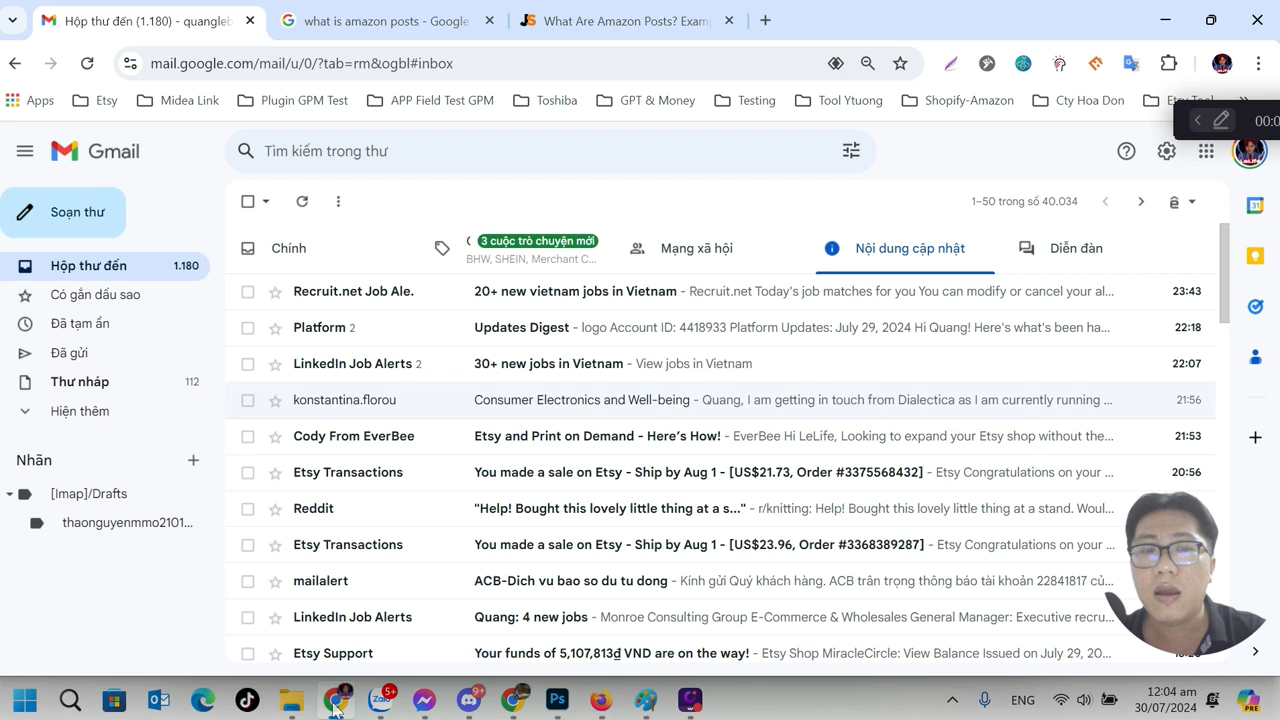 Hộp thư đến (1.180) - quangleb
what is amazon posts - Google
What Are Amazon Posts? Examp
mail.google.com/mail/u/0/?tab=rm&ogbl#inbox
Apps
Etsy
Midea Link
Plugin GPM Test
APP Field Test GPM
Toshiba
GPT & Money
Testing
Tool Ytuong
Shopify-Amazon
Cty Hoa Don
00:0
Gmail
Tìm kiếm trong thư
Soạn thư
1–50 trong số 40.034
Chính
3 cuộc trò chuyện mới
BHW, SHEIN, Merchant C...
Mạng xã hội
Nội dung cập nhật
Diễn đàn
Hộp thư đến 1.180
Có gắn dấu sao
Đã tạm ẩn
Đã gửi
Thư nháp 112
Hiện thêm
Nhãn
[Imap]/Drafts
thaonguyenmmo2101...
Recruit.net Job Ale. 20+ new vietnam jobs in Vietnam - Recruit.net Today's job matches for you You can modify or cancel your al... 23:43
Platform 2 Updates Digest - logo Account ID: 4418933 Platform Updates: July 29, 2024 Hi Quang! Here's what's been ha... 22:18
LinkedIn Job Alerts 2 30+ new jobs in Vietnam - View jobs in Vietnam 22:07
konstantina.florou Consumer Electronics and Well-being - Quang, I am getting in touch from Dialectica as I am currently running ... 21:56
Cody From EverBee Etsy and Print on Demand - Here's How! - EverBee Hi LeLife, Looking to expand your Etsy shop without the... 21:53
Etsy Transactions You made a sale on Etsy - Ship by Aug 1 - [US$21.73, Order #3375568432] - Etsy Congratulations on your ... 20:56
Reddit "Help! Bought this lovely little thing at a s..." - r/knitting: Help! Bought this lovely little thing at a stand. Woul...
Etsy Transactions You made a sale on Etsy - Ship by Aug 1 - [US$23.96, Order #3368389287] - Etsy Congratulations on your ...
mailalert ACB-Dich vu bao so du tu dong - Kính gửi Quý khách hàng. ACB trân trọng thông báo tài khoản 22841817 củ...
LinkedIn Job Alerts Quang: 4 new jobs - Monroe Consulting Group E-Commerce & Wholesales General Manager: Executive recru...
Etsy Support Your funds of 5,107,813₫ VND are on the way! - Etsy Shop MiracleCircle: View Balance Issued on July 29, 20...
ENG
12:04 am
30/07/2024